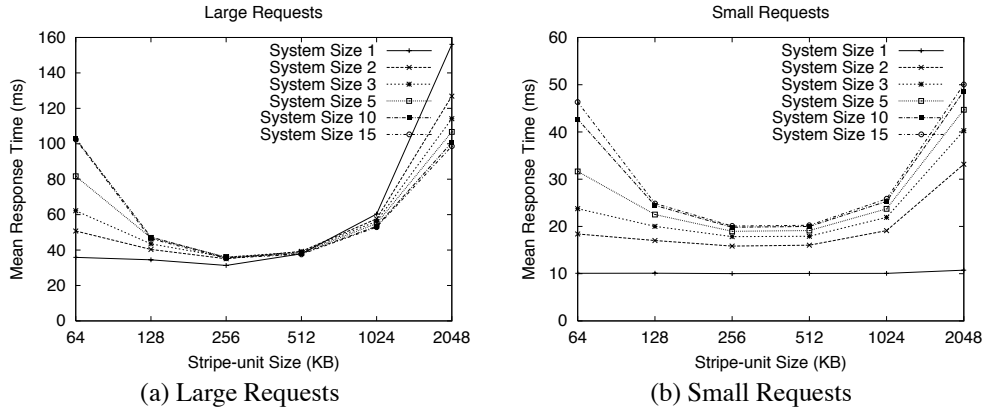 Large Requests
160
140
120
100
80
60
40
20
0
Mean Response Time (ms)
System Size 1
System Size 2
System Size 3
System Size 5
System Size 10
System Size 15
64 128 256 512 1024 2048
Stripe-unit Size (KB)
(a) Large Requests
Small Requests
60
50
40
30
20
10
0
Mean Response Time (ms)
System Size 1
System Size 2
System Size 3
System Size 5
System Size 10
System Size 15
64 128 256 512 1024 2048
Stripe-unit Size (KB)
(b) Small Requests